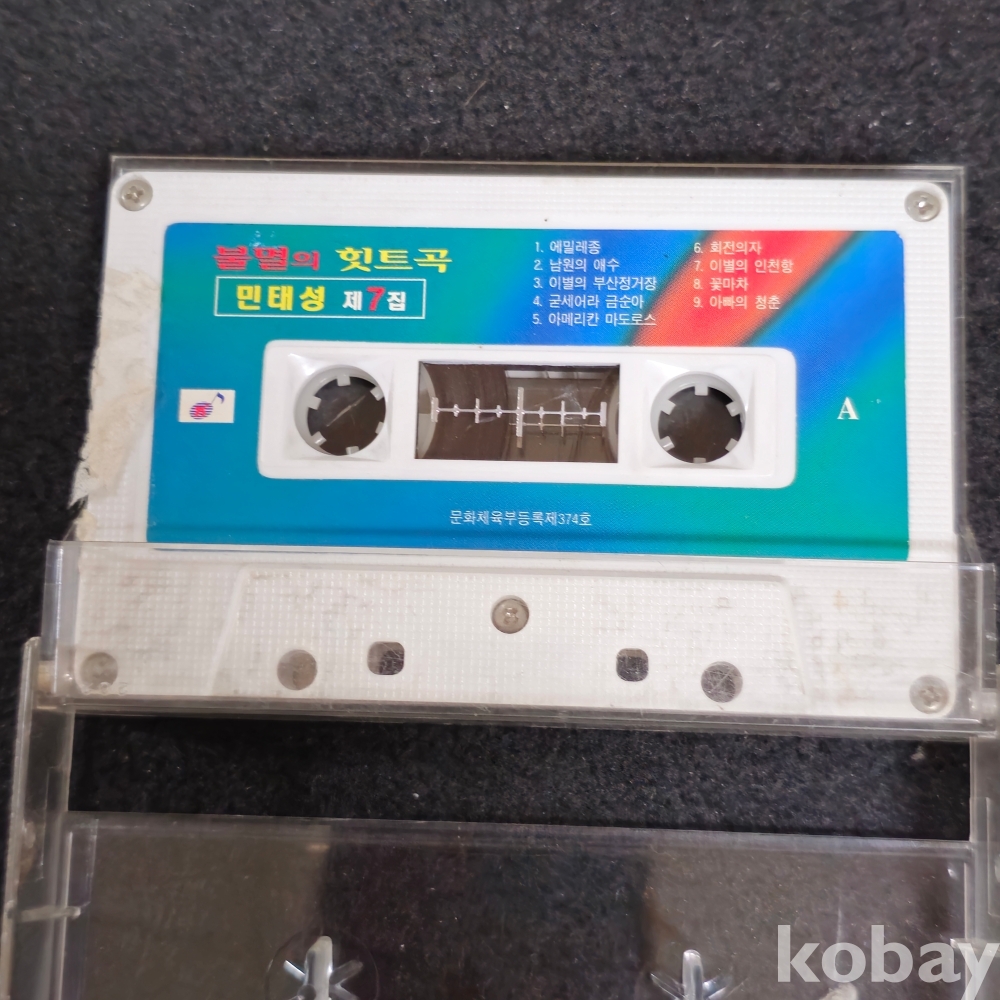 불멸의 힛트곡
민태성 제7집
1. 에밀레종
2. 남원의 애수
3. 이별의 부산정거장
4. 굳세어라 금순아
5. 아메리칸 마도로스
6. 회전의자
7. 이별의 인천항
8. 꽃마차
9. 아빠의 청춘
A
문화체육부등록제374호
kobay